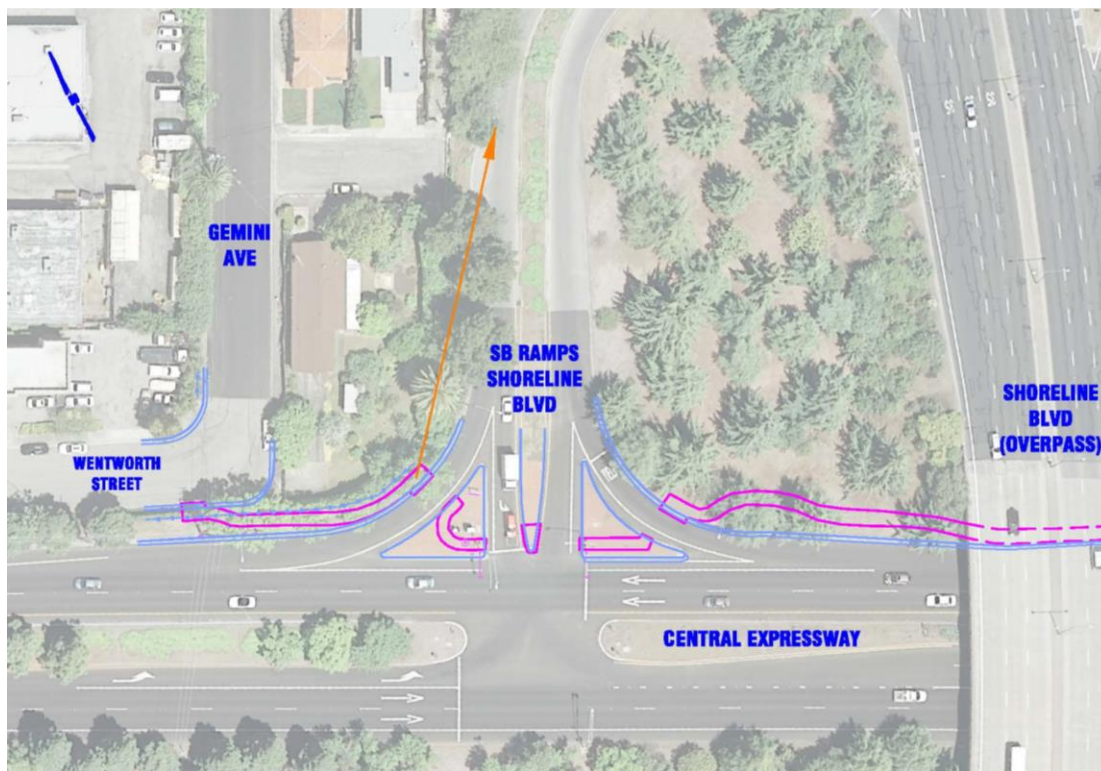 GEMINI
AVE
SB RAMPS
SHORELINE
BLVD
SHORELINE
BLVD
(OVERPASS)
WENTWORTH
STREET
CENTRAL EXPRESSWAY